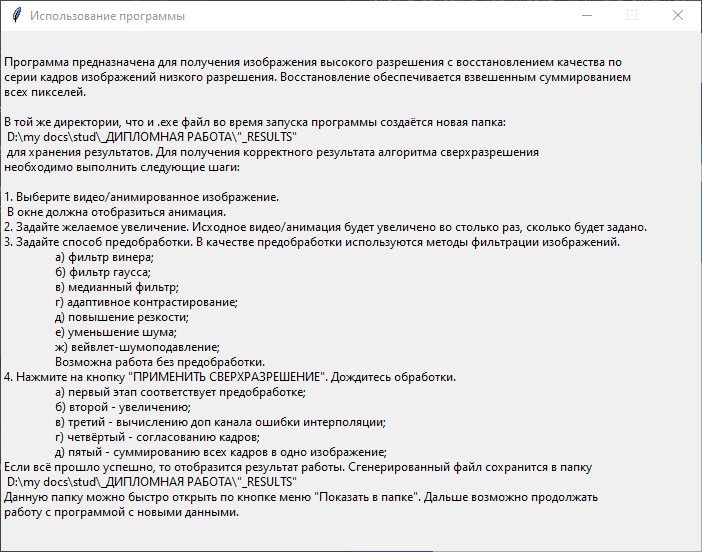 Использование программы
Программа предназначена для получения изображения высокого разрешения с восстановлением качества по
серии кадров изображений низкого разрешения. Восстановление обеспечивается взвешенным суммированием
всех пикселей.
В той же директории, что и .exe файл во время запуска программы создаётся новая папка:
D:\my docs\stud\_ДИПЛОМНАЯ РАБОТА\"_RESULTS"
для хранения результатов. Для получения корректного результата алгоритма сверхразрешения
необходимо выполнить следующие шаги:
1. Выберите видео/анимированное изображение.
В окне должна отобразиться анимация.
2. Задайте желаемое увеличение. Исходное видео/анимация будет увеличено во столько раз, сколько будет задано.
3. Задайте способ предобработки. В качестве предобработки используются методы фильтрации изображений.
а) фильтр винера;
б) фильтр гаусса;
в) медианный фильтр;
г) адаптивное контрастирование;
д) повышение резкости;
е) уменьшение шума;
ж) вейвлет-шумоподавление;
Возможна работа без предобработки.
4. Нажмите на кнопку "ПРИМЕНИТЬ СВЕРХРАЗРЕШЕНИЕ". Дождитесь обработки.
а) первый этап соответствует предобработке;
б) второй - увеличению;
в) третий - вычислению доп канала ошибки интерполяции;
г) четвёртый - согласованию кадров;
д) пятый - суммированию всех кадров в одно изображение;
Если всё прошло успешно, то отобразится результат работы. Сгенерированный файл сохранится в папку
D:\my docs\stud\_ДИПЛОМНАЯ РАБОТА\"_RESULTS"
Данную папку можно быстро открыть по кнопке меню "Показать в папке". Дальше возможно продолжать
работу с программой с новыми данными.